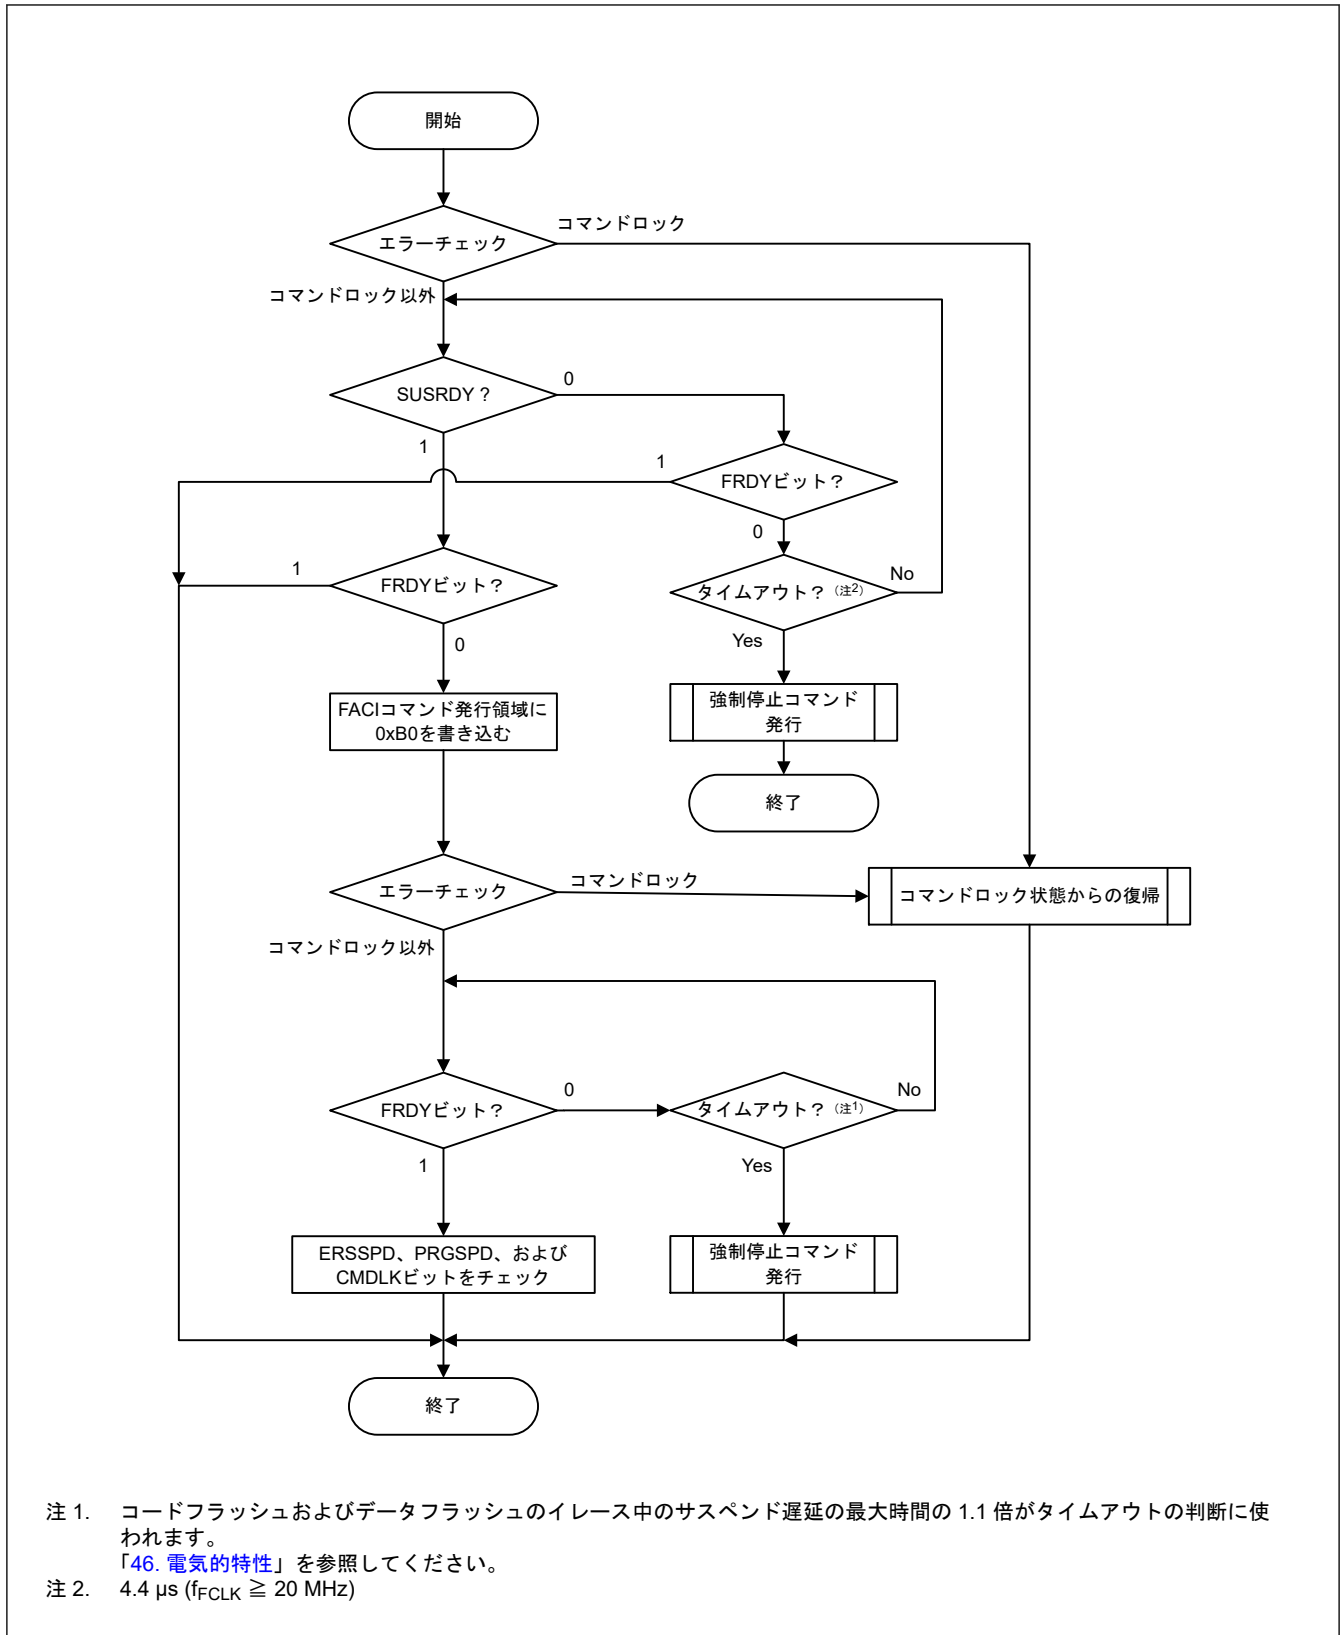 開始
エラーチェック
コマンドロック
コマンドロック以外
SUSRDY ?
0
1
FRDYビット？
1
0
タイムアウト？（注2）
No
Yes
強制停止コマンド
発行
終了
FRDYビット？
1
0
FACIコマンド発行領域に
0xB0を書き込む
エラーチェック
コマンドロック
コマンドロック状態からの復帰
コマンドロック以外
FRDYビット？
0
1
タイムアウト？（注1）
No
Yes
ERSSPD、PRGSPD、および
CMDLKビットをチェック
強制停止コマンド
発行
終了
注 1. コードフラッシュおよびデータフラッシュのイレース中のサスペンド遅延の最大時間の 1.1 倍がタイムアウトの判断に使
われます。
「46. 電気的特性」を参照してください。
注 2. 4.4 µs (fFCLK ≧ 20 MHz)